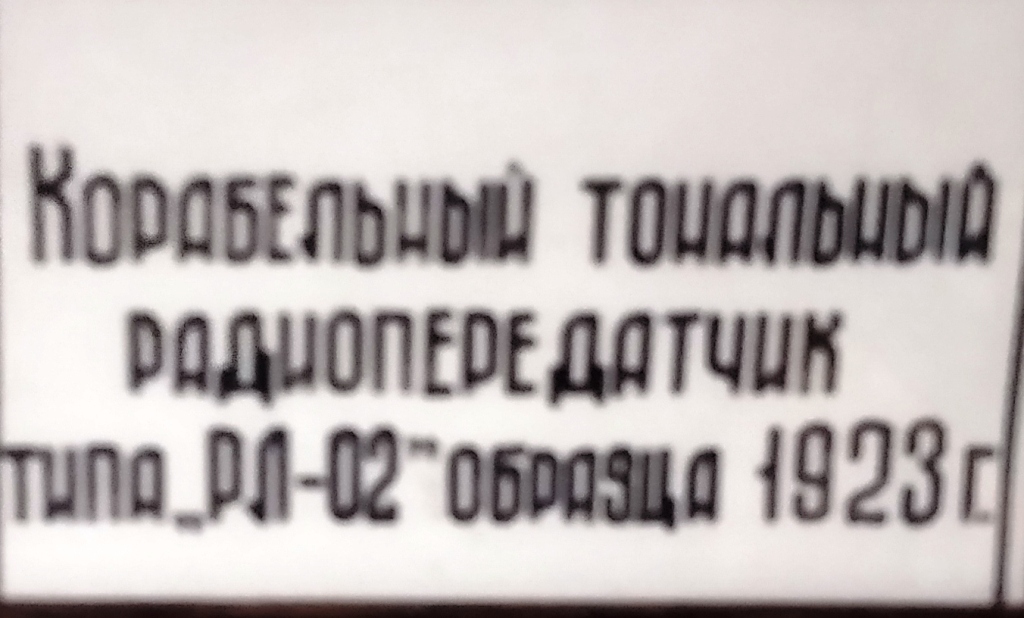 Корабельный тональный
радиопередатчик
типа „РЛ-02" образца 1923 г.